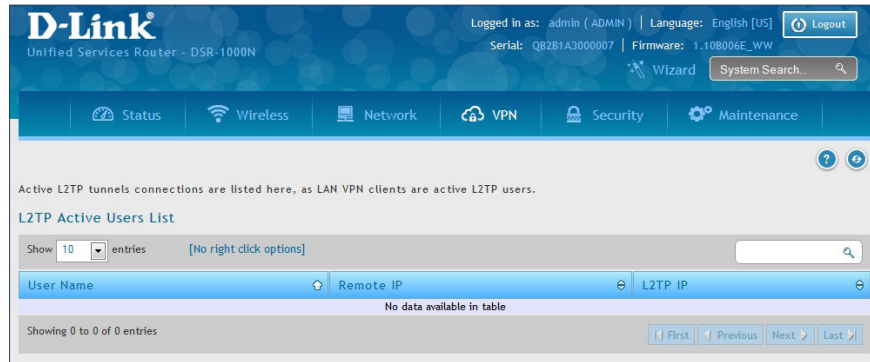 D-Link®
Unified Services Router - DSR-1000N
Logged in as: admin ( ADMIN ) | Language: English [US]
Logout
Serial: QB2B1A3000007 | Firmware: 1.10B006E_WW
Wizard
System Search...
Status
Wireless
Network
VPN
Security
Maintenance
Active L2TP tunnels connections are listed here, as LAN VPN clients are active L2TP users.
L2TP Active Users List
Show 10 entries [No right click options]
User Name Remote IP L2TP IP
No data available in table
Showing 0 to 0 of 0 entries
First Previous Next Last